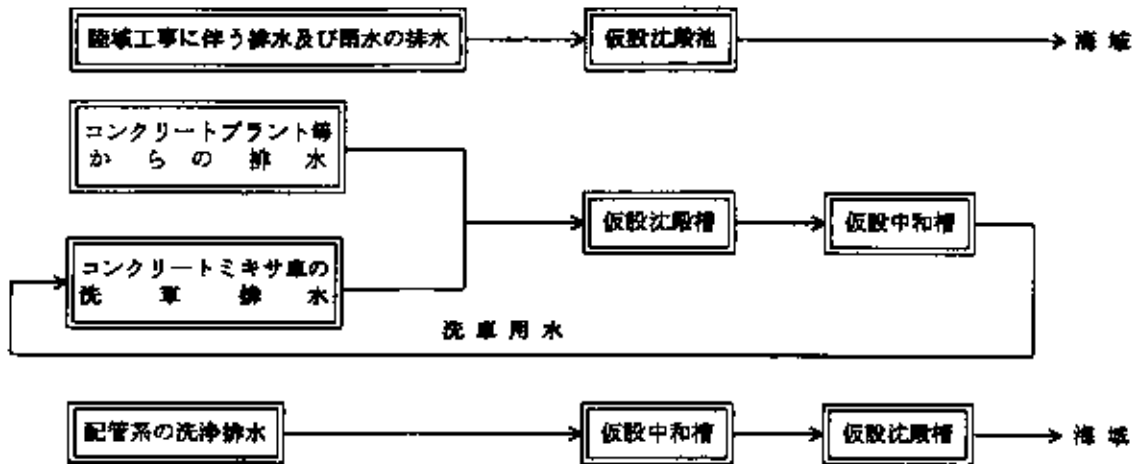 陸域工事に伴う排水及び雨水の排水
仮設沈殿池
海域
コンクリートプラント等
からの排水
仮設沈殿槽
仮設中和槽
コンクリートミキサ車の
洗車排水
洗車用水
配管系の洗浄排水
仮設中和槽
仮設沈殿槽
海域